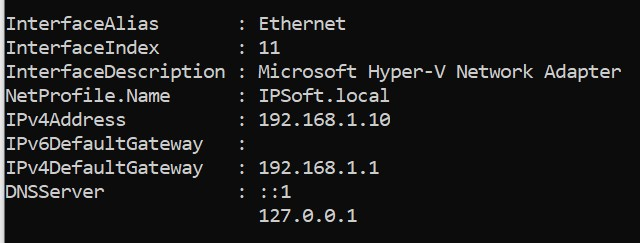 InterfaceAlias       : Ethernet
InterfaceIndex       : 11
InterfaceDescription : Microsoft Hyper-V Network Adapter
NetProfile.Name      : IPSoft.local
IPv4Address          : 192.168.1.10
IPv6DefaultGateway   :
IPv4DefaultGateway   : 192.168.1.1
DNSServer            : ::1
                       127.0.0.1